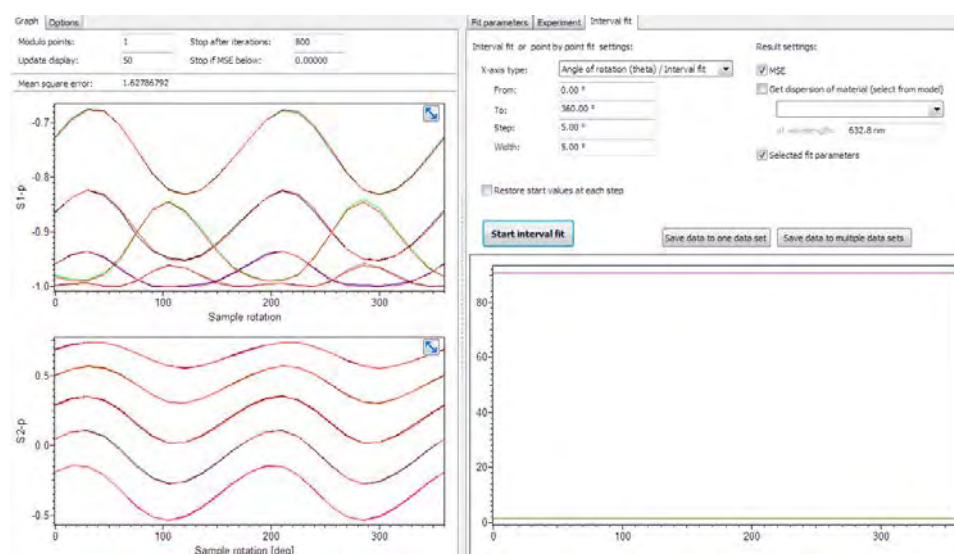 Graph Options
Modulo points: 1 Stop after iterations: 800
Update display: 50 Stop if MSE below: 0.00000
Mean square error: 1.62786792
-0.7
-0.8
-0.9
-1.0
S1-p
0 100 200 300
Sample rotation
0.5
0.0
-0.5
S2-p
0 100 200 300
Sample rotation [deg]
Fit parameters Experiment Interval fit
Interval fit or point by point fit settings:
X-axis type: Angle of rotation (theta) / Interval fit
From: 0.00 °
To: 360.00 °
Step: 5.00 °
Width: 5.00 °
Restore start values at each step
Result settings:
MSE
Get dispersion of material (select from model)
at wavelength: 632.8 nm
Selected fit parameters
Start interval fit Save data to one data set Save data to multiple data sets
80
60
40
20
0
0 100 200 300